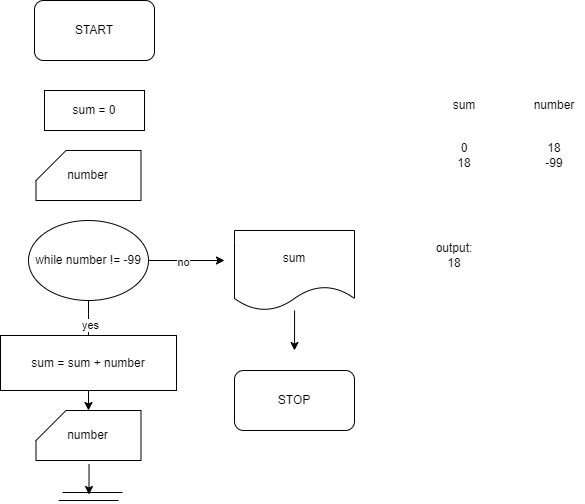 START
sum = 0
sum number
number
0 18
18 -99
while number != -99
no
sum
output:
18
yes
sum = sum + number
STOP
number